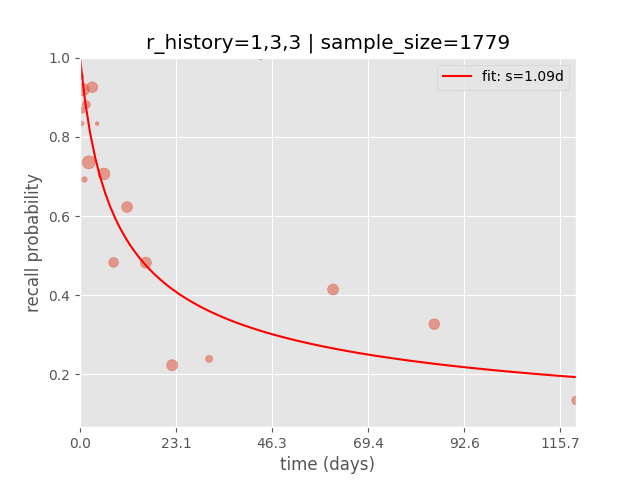 r_history=1,3,3 | sample_size=1779
fit: s=1.09d
1.0
0.8
0.6
0.4
0.2
recall probability
0.0 23.1 46.3 69.4 92.6 115.7
time (days)